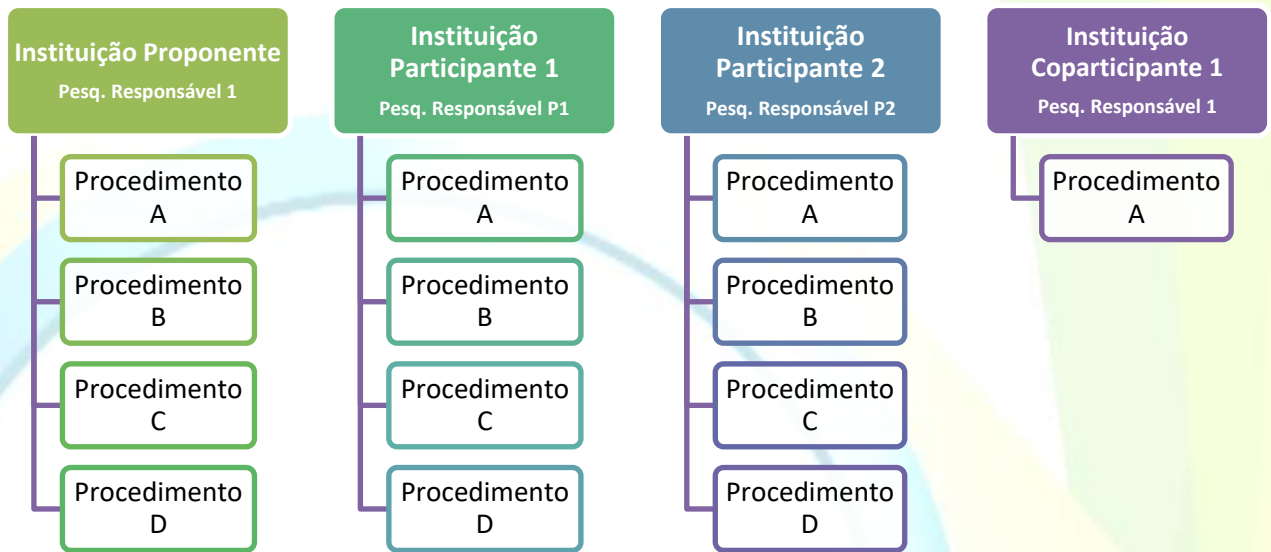 Instituição Proponente
Pesq. Responsável 1
Procedimento
A
Procedimento
B
Procedimento
C
Procedimento
D
Instituição
Participante 1
Pesq. Responsável P1
Procedimento
A
Procedimento
B
Procedimento
C
Procedimento
D
Instituição
Participante 2
Pesq. Responsável P2
Procedimento
A
Procedimento
B
Procedimento
C
Procedimento
D
Instituição
Coparticipante 1
Pesq. Responsável 1
Procedimento
A